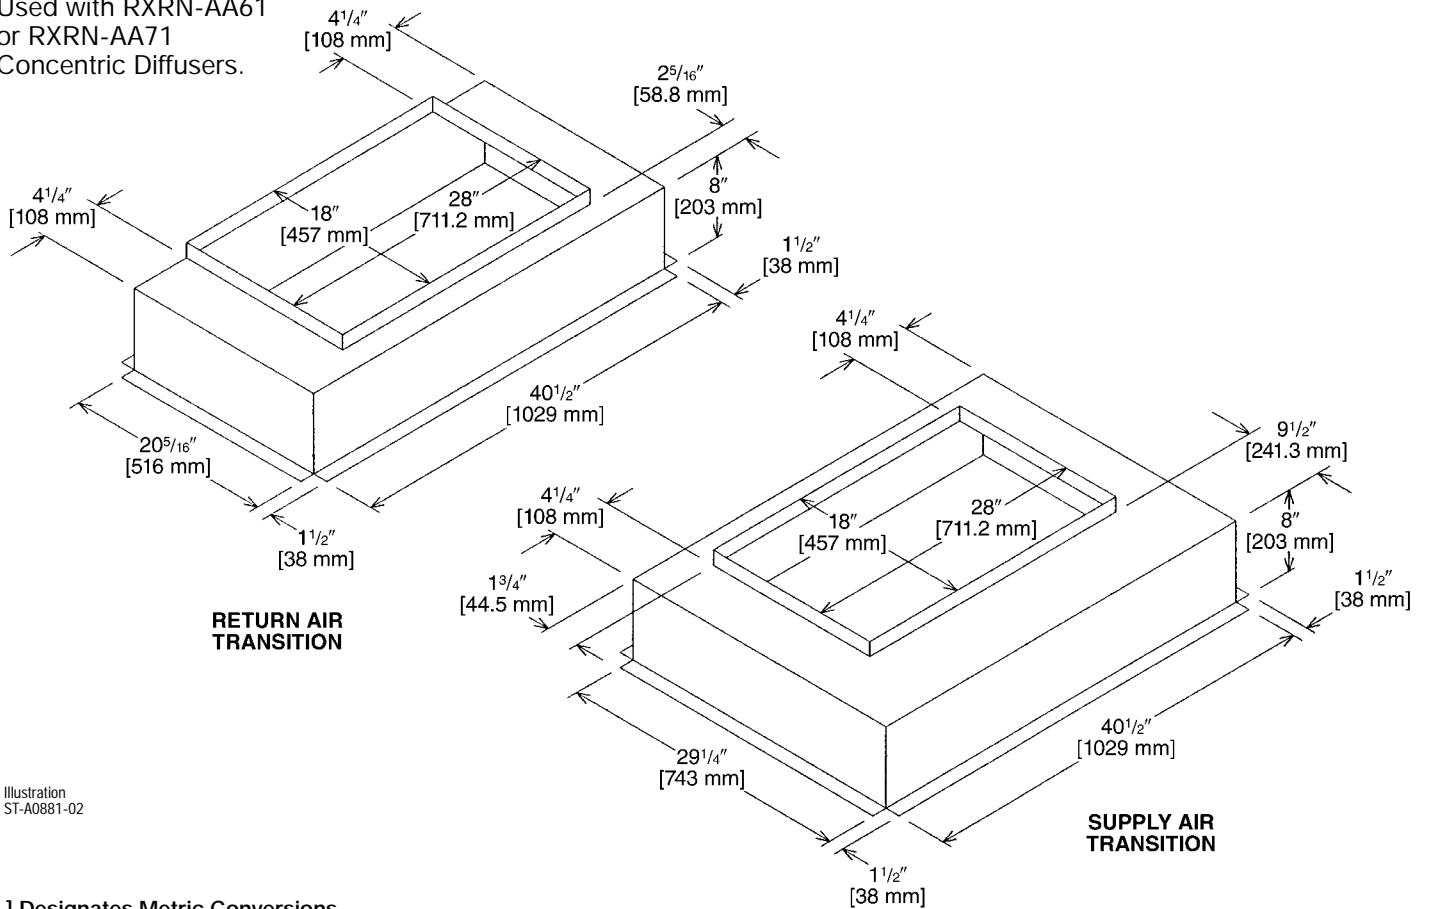 Used with RXRN-AA61
or RXRN-AA71
Concentric Diffusers.
4 1/4"
[108 mm]
2 5/16"
[58.8 mm]
4 1/4"
[108 mm]
18"
[457 mm]
28"
[711.2 mm]
8"
[203 mm]
1 1/2"
[38 mm]
40 1/2"
[1029 mm]
20 5/16"
[516 mm]
1 1/2"
[38 mm]
RETURN AIR
TRANSITION
4 1/4"
[108 mm]
9 1/2"
[241.3 mm]
4 1/4"
[108 mm]
18"
[457 mm]
28"
[711.2 mm]
8"
[203 mm]
1 3/4"
[44.5 mm]
1 1/2"
[38 mm]
40 1/2"
[1029 mm]
29 1/4"
[743 mm]
1 1/2"
[38 mm]
SUPPLY AIR
TRANSITION
Illustration
ST-A0881-02
] Designates Metric Conversions